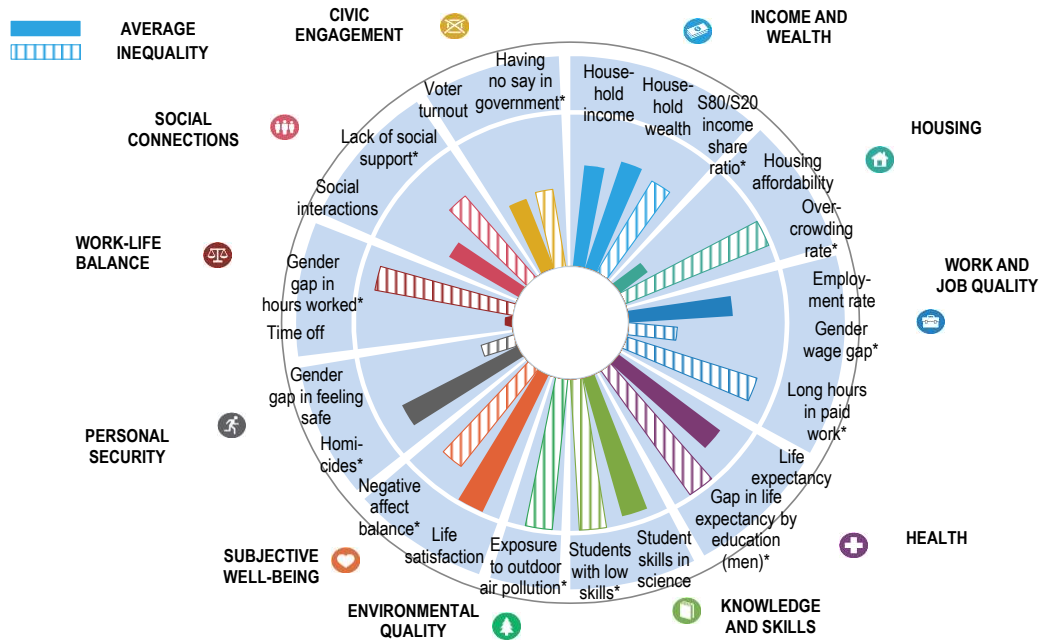 AVERAGE
INEQUALITY
CIVIC
ENGAGEMENT
INCOME AND
WEALTH
HOUSING
WORK AND
JOB QUALITY
HEALTH
KNOWLEDGE
AND SKILLS
ENVIRONMENTAL
QUALITY
SUBJECTIVE
WELL-BEING
PERSONAL
SECURITY
WORK-LIFE
BALANCE
SOCIAL
CONNECTIONS
House-
hold
income
House-
hold
wealth
S80/S20
income
share
ratio*
Housing
affordability
Over-
crowding
rate*
Employ-
ment rate
Gender
wage gap*
Long hours
in paid
work*
Life
expectancy
Gap in life
expectancy by
education
(men)*
Student
skills in
science
Students
with low
skills*
Exposure
to outdoor
air pollution*
Life
satisfaction
Negative
affect
balance*
Homi-
cides*
Gender
gap in feeling
safe
Time off
Gender
gap in
hours worked*
Social
interactions
Lack of social
support*
Voter
turnout
Having
no say in
government*